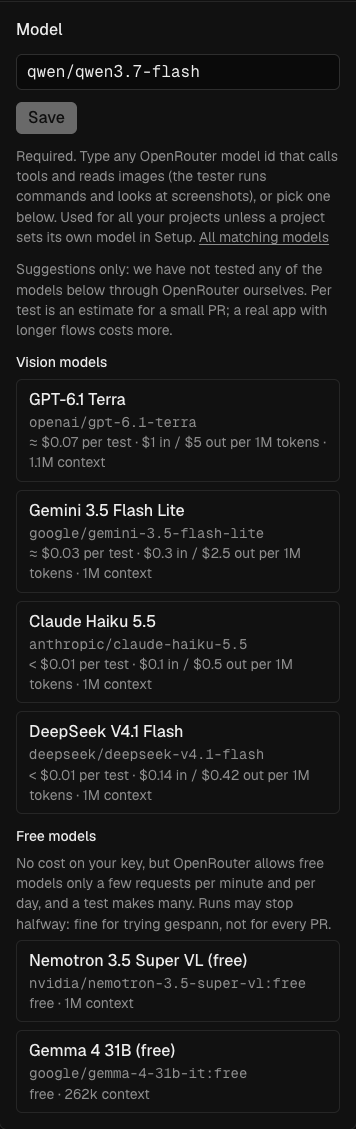 Model
qwen/qwen3.7-flash
Save
Required. Type any OpenRouter model id that calls
tools and reads images (the tester runs
commands and looks at screenshots), or pick one
below. Used for all your projects unless a project
sets its own model in Setup. All matching models
Suggestions only: we have not tested any of the
models below through OpenRouter ourselves. Per
test is an estimate for a small PR; a real app with
longer flows costs more.
Vision models
GPT-6.1 Terra
openai/gpt-6.1-terra
≈ $0.07 per test · $1 in / $5 out per 1M tokens ·
1.1M context
Gemini 3.5 Flash Lite
google/gemini-3.5-flash-lite
≈ $0.03 per test · $0.3 in / $2.5 out per 1M
tokens · 1M context
Claude Haiku 5.5
anthropic/claude-haiku-5.5
< $0.01 per test · $0.1 in / $0.5 out per 1M
tokens · 1M context
DeepSeek V4.1 Flash
deepseek/deepseek-v4.1-flash
< $0.01 per test · $0.14 in / $0.42 out per 1M
tokens · 1M context
Free models
No cost on your key, but OpenRouter allows free
models only a few requests per minute and per
day, and a test makes many. Runs may stop
halfway: fine for trying gespann, not for every PR.
Nemotron 3.5 Super VL (free)
nvidia/nemotron-3.5-super-vl:free
free · 1M context
Gemma 4 31B (free)
google/gemma-4-31b-it:free
free · 262k context